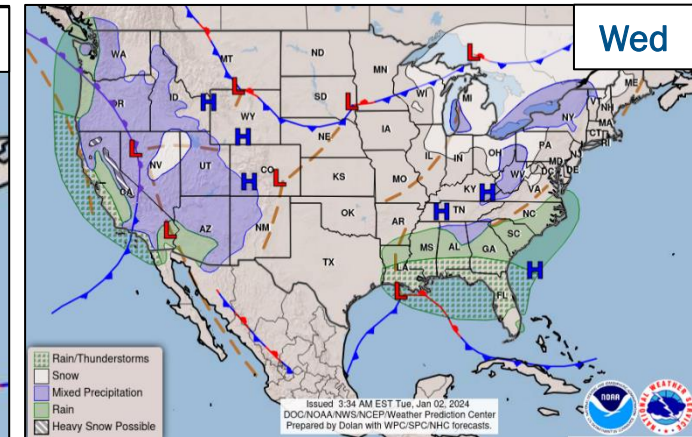 Wed
WA
MT
ND
MN
ME
OR
ID
SD
WI
MI
VT
NH
NY
MA
CT
RI
WY
NE
IA
PA
NJ
NV
UT
CO
IL
IN
OH
MD
DE
DC
WV
CA
KS
MO
KY
VA
AZ
NM
OK
AR
TN
NC
TX
MS
AL
GA
SC
LA
FL
L
L
L
L
L
L
L
H
H
H
H
H
H
Rain/Thunderstorms
Snow
Mixed Precipitation
Rain
Heavy Snow Possible
Issued 3:34 AM EST Tue, Jan 02, 2024
DOC/NOAA/NWS/NCEP/Weather Prediction Center
Prepared by Dolan with WPC/SPC/NHC forecasts.
NOAA